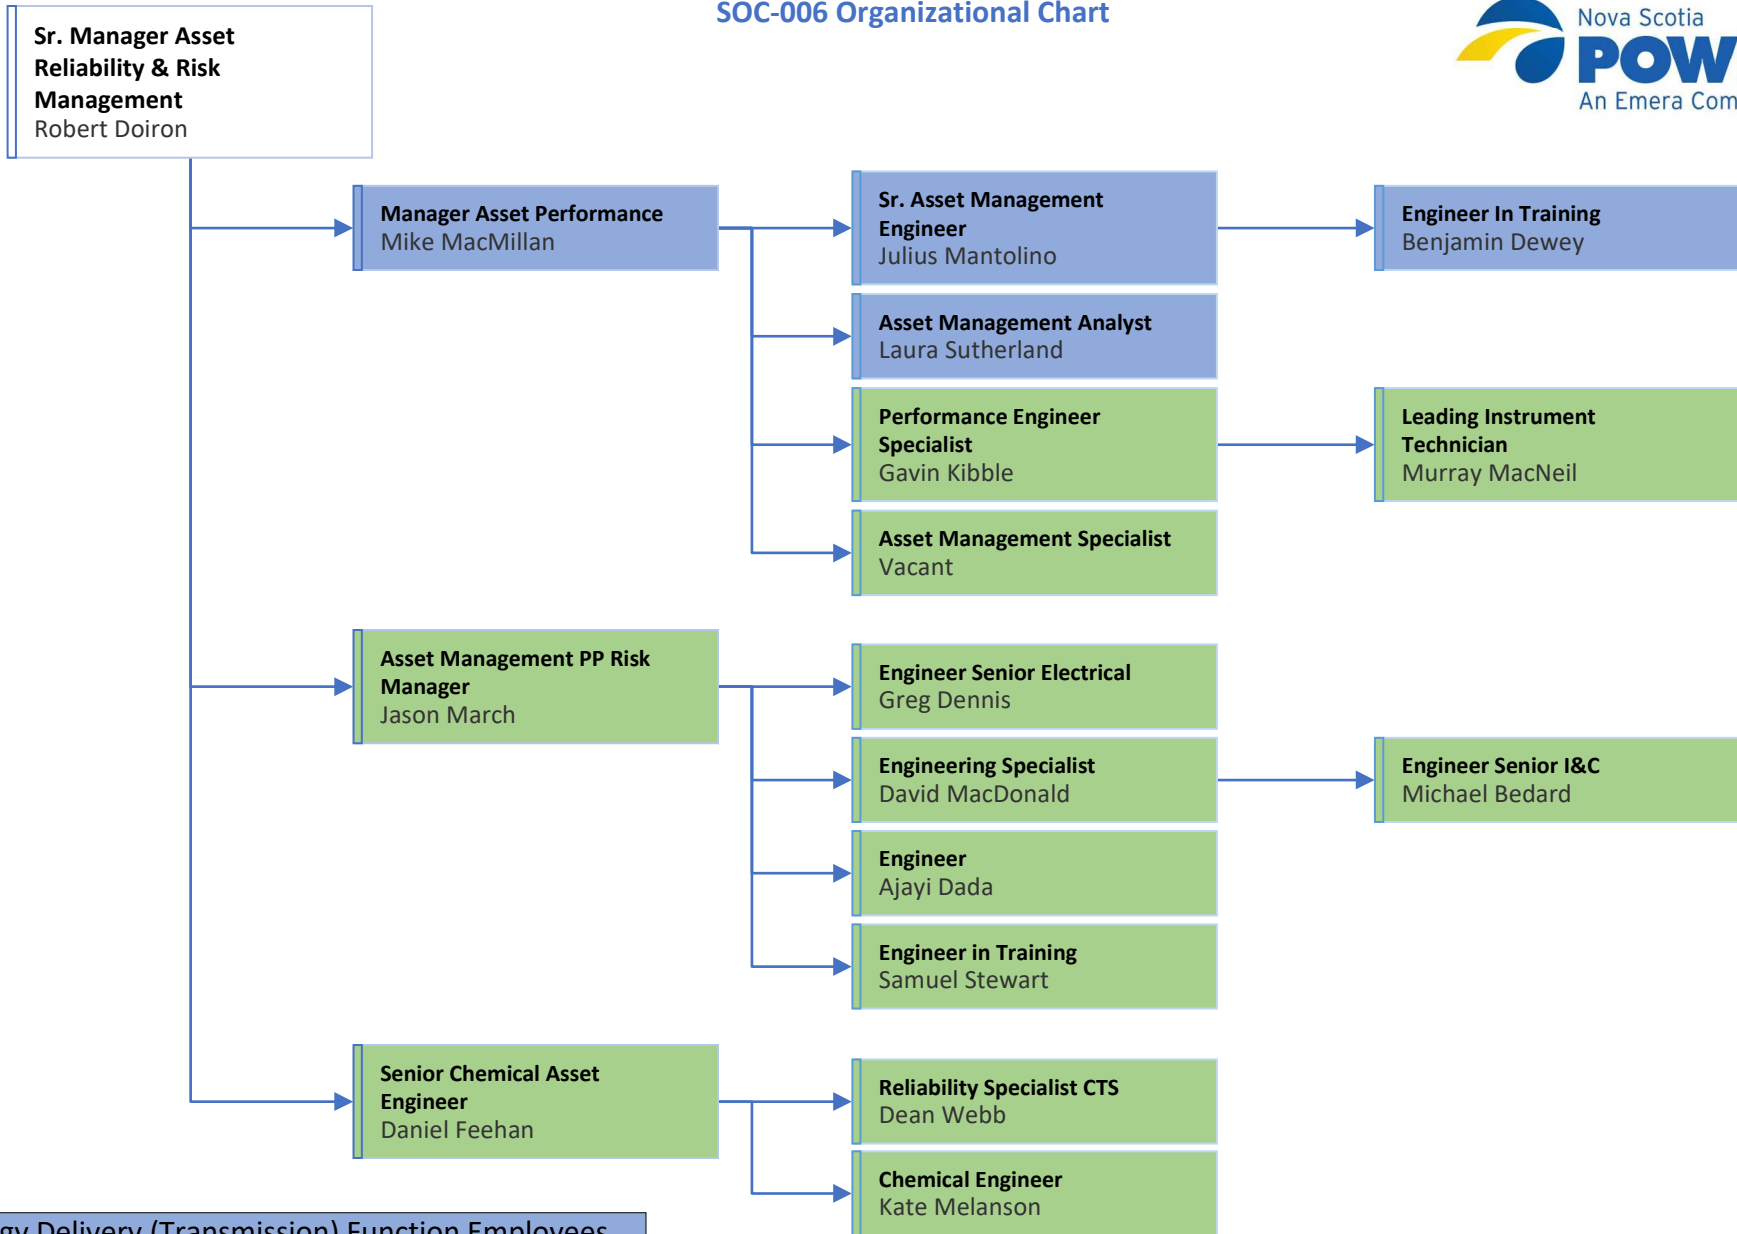 SOC-006 Organizational Chart
Nova Scotia
POW
An Emera Com
Sr. Manager Asset
Reliability & Risk
Management
Robert Doiron
Manager Asset Performance
Mike MacMillan
Sr. Asset Management
Engineer
Julius Mantolino
Engineer In Training
Benjamin Dewey
Asset Management Analyst
Laura Sutherland
Performance Engineer
Specialist
Gavin Kibble
Leading Instrument
Technician
Murray MacNeil
Asset Management Specialist
Vacant
Asset Management PP Risk
Manager
Jason March
Engineer Senior Electrical
Greg Dennis
Engineering Specialist
David MacDonald
Engineer Senior I&C
Michael Bedard
Engineer
Ajayi Dada
Engineer in Training
Samuel Stewart
Senior Chemical Asset
Engineer
Daniel Feehan
Reliability Specialist CTS
Dean Webb
Chemical Engineer
Kate Melanson
gy Delivery (Transmission) Function Employees